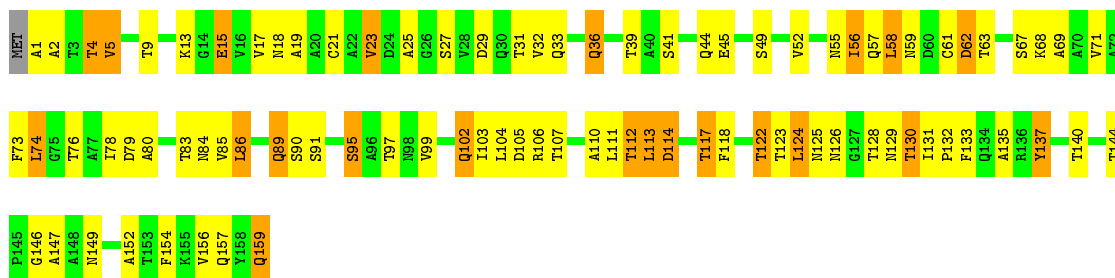 MET A1 A2 T3 T4 V5 T9 K13 G14 E15 V16 V17 N18 A19 A20 C21 A22 V23 D24 A25 G26 S27 V28 D29 Q30 T31 V32 Q33 Q36 T39 A40 S41 Q44 E45 S49 V52 N55 I56 Q57 L58 N59 D60 C61 D62 T63 S67 K68 A69 A70 V71 A72
F73 L74 G75 T76 A77 I78 D79 A80 T83 N84 V85 L86 Q89 S90 S91 S95 A96 T97 N98 V99 Q102 I103 L104 D105 R106 T107 A110 L111 T112 L113 D114 T117 F118 T122 L124 N125 N126 G127 T128 N129 T130 I131 P132 F133 Q134 A135 R136 Y137 T140 T144
P145 G146 A147 A148 N149 A152 T153 F154 K155 V156 Q157 Y158 Q159